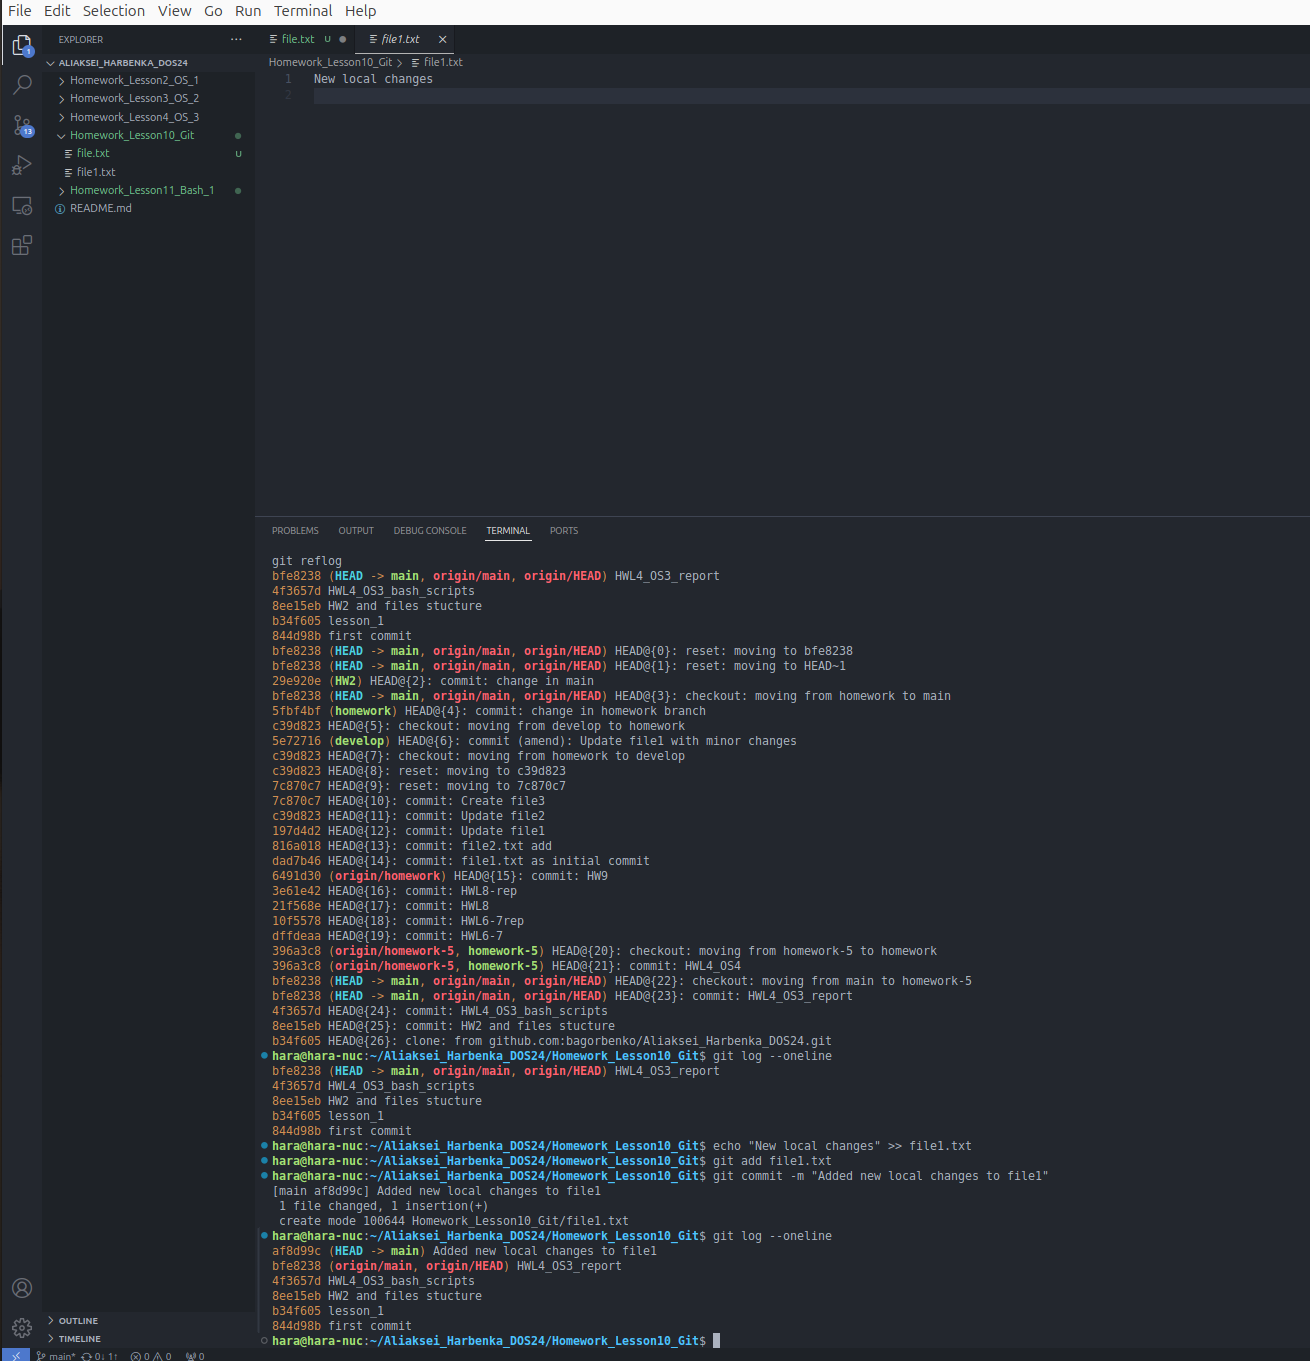 File Edit Selection View Go Run Terminal Help
EXPLORER ...
file.txt U
file1.txt
ALIAKSEI_HARBENKA_DOS24
Homework_Lesson2_OS_1
Homework_Lesson3_OS_2
Homework_Lesson4_OS_3
Homework_Lesson10_Git
file.txt U
file1.txt
Homework_Lesson11_Bash_1
README.md
1
13
Homework_Lesson10_Git > file1.txt
1 New local changes
2
PROBLEMS OUTPUT DEBUG CONSOLE TERMINAL PORTS
git reflog
bfe8238 (HEAD -> main, origin/main, origin/HEAD) HWL4_OS3_report
4f3657d HWL4_OS3_bash_scripts
8ee15eb HW2 and files stucture
b34f605 lesson_1
844d98b first commit
bfe8238 (HEAD -> main, origin/main, origin/HEAD) HEAD@{0}: reset: moving to bfe8238
bfe8238 (HEAD -> main, origin/main, origin/HEAD) HEAD@{1}: reset: moving to HEAD~1
29e920e (HW2) HEAD@{2}: commit: change in main
bfe8238 (HEAD -> main, origin/main, origin/HEAD) HEAD@{3}: checkout: moving from homework to main
5fbf4bf (homework) HEAD@{4}: commit: change in homework branch
c39d823 HEAD@{5}: checkout: moving from develop to homework
5e72716 (develop) HEAD@{6}: commit (amend): Update file1 with minor changes
c39d823 HEAD@{7}: checkout: moving from homework to develop
c39d823 HEAD@{8}: reset: moving to c39d823
7c870c7 HEAD@{9}: reset: moving to 7c870c7
7c870c7 HEAD@{10}: commit: Create file3
c39d823 HEAD@{11}: commit: Update file2
197d4d2 HEAD@{12}: commit: Update file1
816a018 HEAD@{13}: commit: file2.txt add
dad7b46 HEAD@{14}: commit: file1.txt as initial commit
6491d30 (origin/homework) HEAD@{15}: commit: HW9
3e61e42 HEAD@{16}: commit: HWL8-rep
21f568e HEAD@{17}: commit: HWL8
10f5578 HEAD@{18}: commit: HWL6-7rep
dffdeaa HEAD@{19}: commit: HWL6-7
396a3c8 (origin/homework-5, homework-5) HEAD@{20}: checkout: moving from homework-5 to homework
396a3c8 (origin/homework-5, homework-5) HEAD@{21}: commit: HWL4_OS4
bfe8238 (HEAD -> main, origin/main, origin/HEAD) HEAD@{22}: checkout: moving from main to homework-5
bfe8238 (HEAD -> main, origin/main, origin/HEAD) HEAD@{23}: commit: HWL4_OS3_report
4f3657d HEAD@{24}: commit: HWL4_OS3_bash_scripts
8ee15eb HEAD@{25}: commit: HW2 and files stucture
b34f605 HEAD@{26}: clone: from github.com:bagorbenko/Aliaksei_Harbenka_DOS24.git
hara@hara-nuc:~/Aliaksei_Harbenka_DOS24/Homework_Lesson10_Git$ git log --oneline
bfe8238 (HEAD -> main, origin/main, origin/HEAD) HWL4_OS3_report
4f3657d HWL4_OS3_bash_scripts
8ee15eb HW2 and files stucture
b34f605 lesson_1
844d98b first commit
hara@hara-nuc:~/Aliaksei_Harbenka_DOS24/Homework_Lesson10_Git$ echo "New local changes" >> file1.txt
hara@hara-nuc:~/Aliaksei_Harbenka_DOS24/Homework_Lesson10_Git$ git add file1.txt
hara@hara-nuc:~/Aliaksei_Harbenka_DOS24/Homework_Lesson10_Git$ git commit -m "Added new local changes to file1"
[main af8d99c] Added new local changes to file1
1 file changed, 1 insertion(+)
create mode 100644 Homework_Lesson10_Git/file1.txt
hara@hara-nuc:~/Aliaksei_Harbenka_DOS24/Homework_Lesson10_Git$ git log --oneline
af8d99c (HEAD -> main) Added new local changes to file1
bfe8238 (origin/main, origin/HEAD) HWL4_OS3_report
4f3657d HWL4_OS3_bash_scripts
8ee15eb HW2 and files stucture
b34f605 lesson_1
844d98b first commit
hara@hara-nuc:~/Aliaksei_Harbenka_DOS24/Homework_Lesson10_Git$
OUTLINE
TIMELINE
main* 0↓ 1↑ 0 0 0